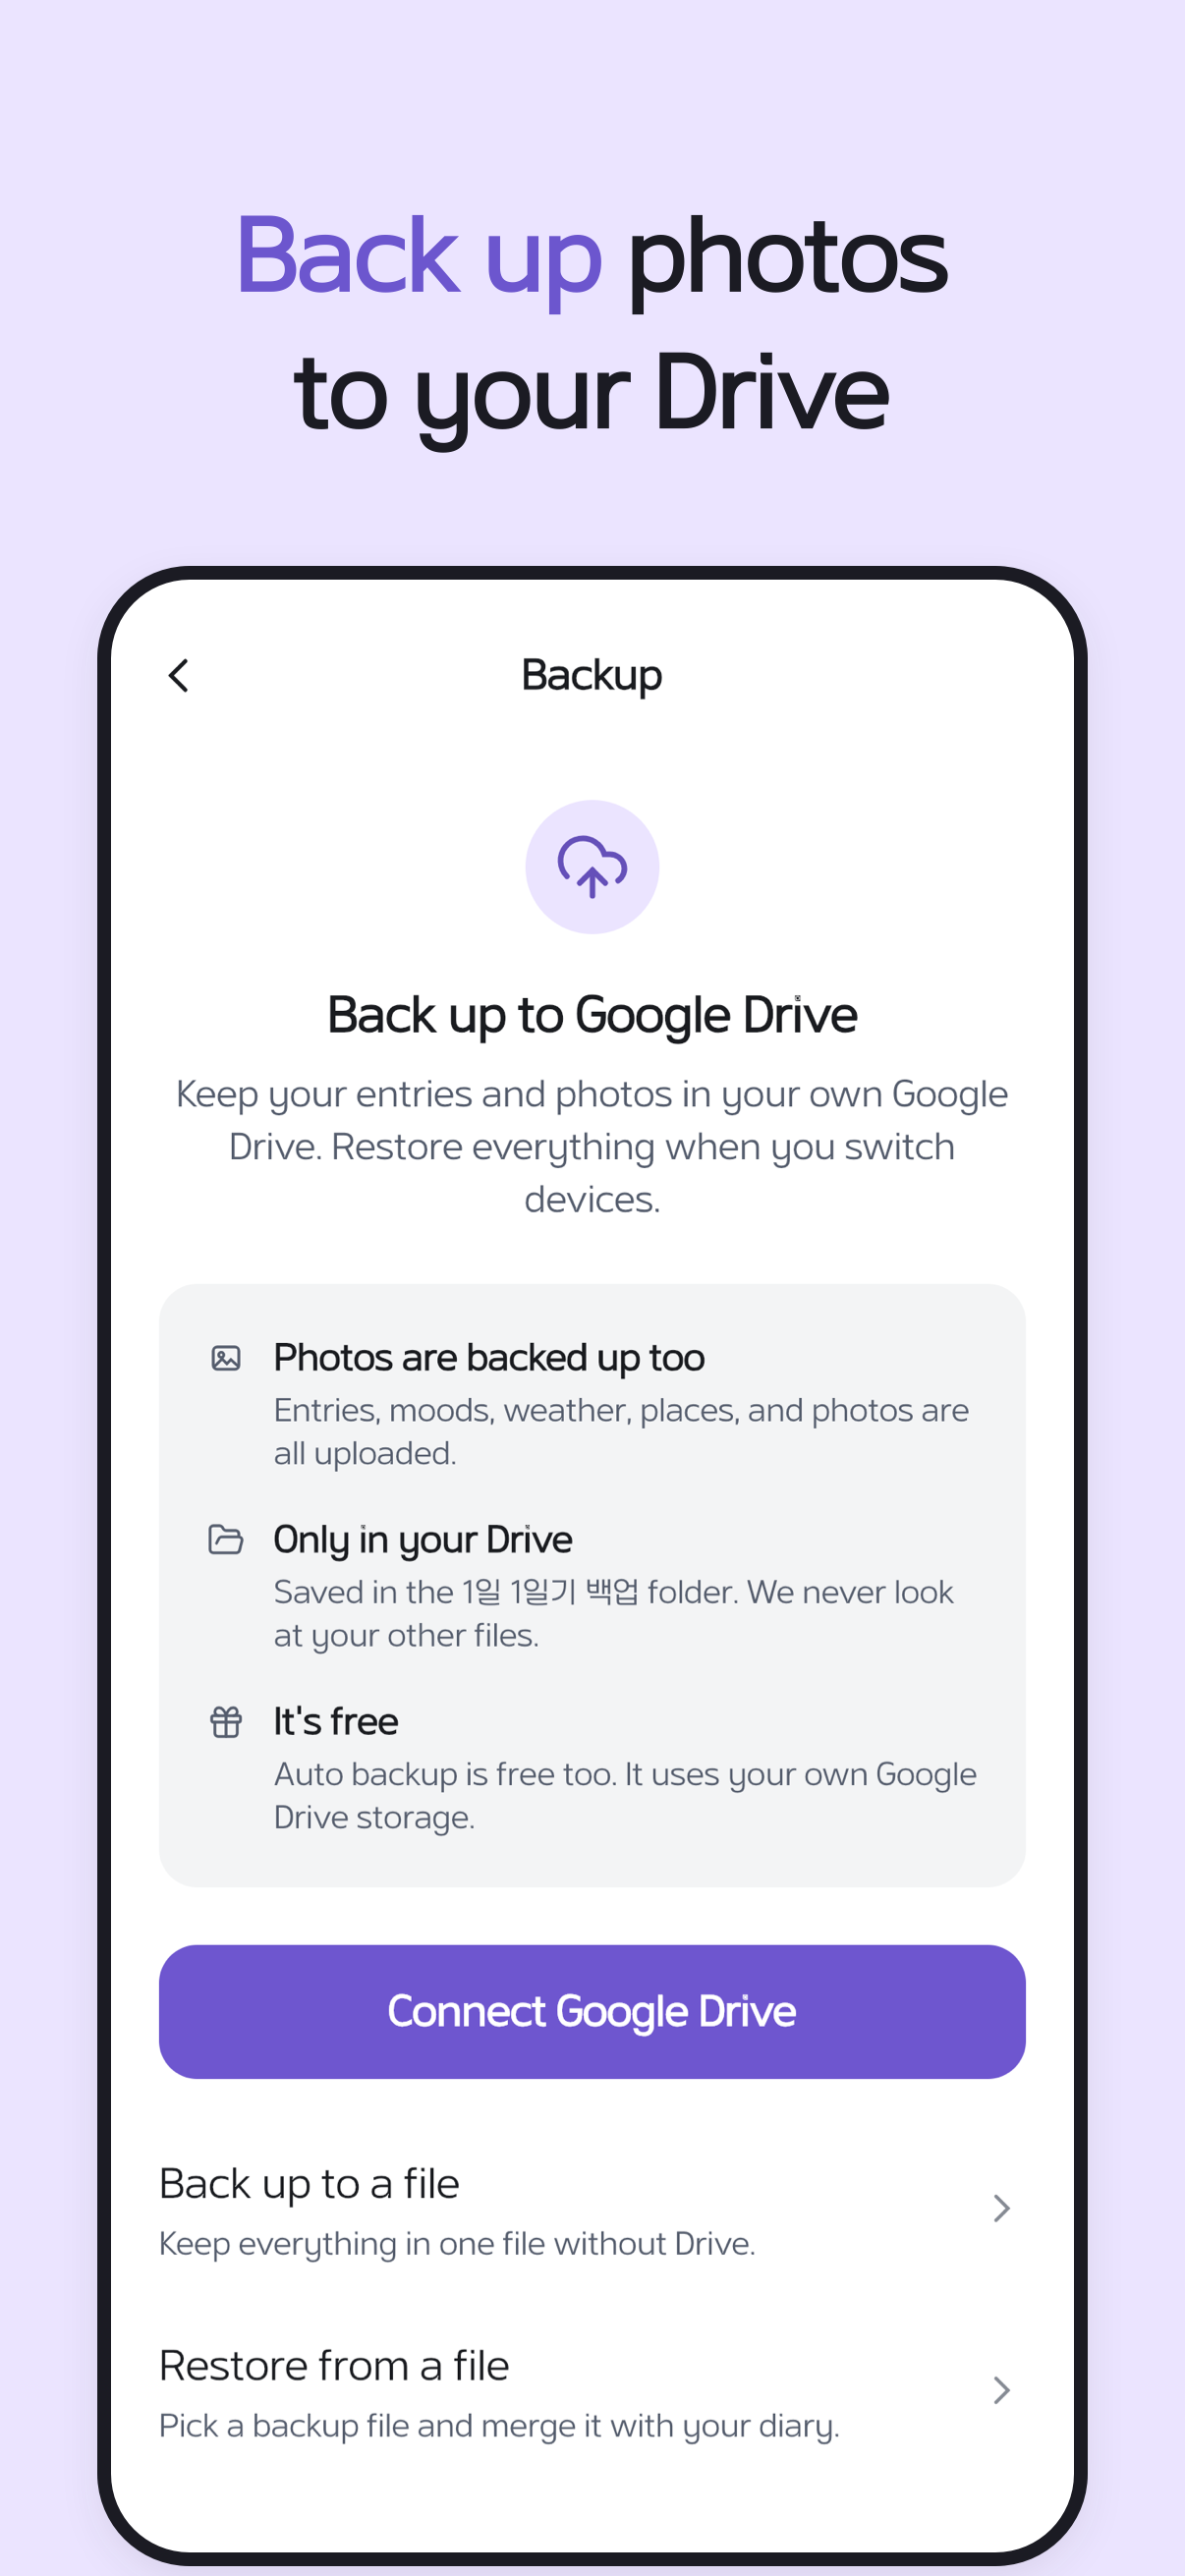 Back up photos
to your Drive
Backup
Back up to Google Drive
Keep your entries and photos in your own Google
Drive. Restore everything when you switch
devices.
Photos are backed up too
Entries, moods, weather, places, and photos are
all uploaded.
Only in your Drive
Saved in the 1일 1일기 백업 folder. We never look
at your other files.
It's free
Auto backup is free too. It uses your own Google
Drive storage.
Connect Google Drive
Back up to a file
Keep everything in one file without Drive.
Restore from a file
Pick a backup file and merge it with your diary.